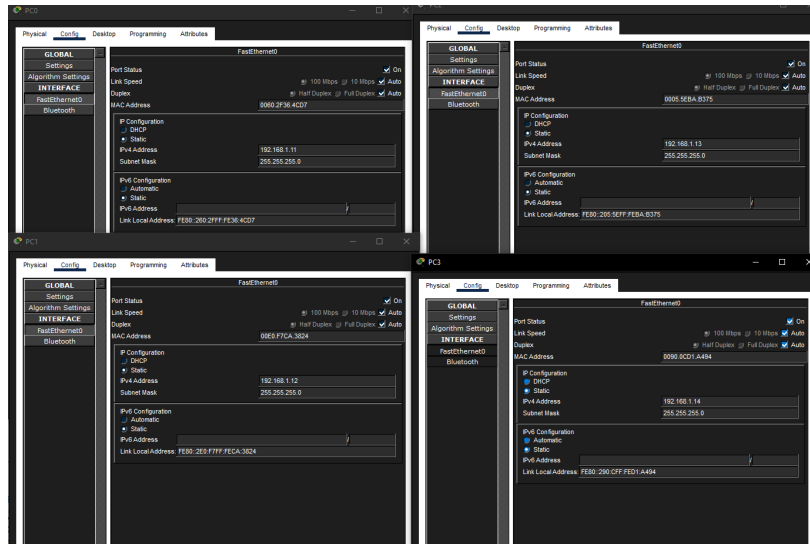 PC0
Physical Config Desktop Programming Attributes
GLOBAL
Settings
Algorithm Settings
INTERFACE
FastEthernet0
Bluetooth
FastEthernet0
Port Status On
Link Speed 100 Mbps 10 Mbps Auto
Duplex Half Duplex Full Duplex Auto
MAC Address 0060.2F36.4CD7
IP Configuration
DHCP
Static
IPv4 Address 192.168.1.11
Subnet Mask 255.255.255.0
IPv6 Configuration
Automatic
Static
IPv6 Address /
Link Local Address: FE80::260:2FFF:FE36:4CD7
PC2
Physical Config Desktop Programming Attributes
GLOBAL
Settings
Algorithm Settings
INTERFACE
FastEthernet0
Bluetooth
FastEthernet0
Port Status On
Link Speed 100 Mbps 10 Mbps Auto
Duplex Half Duplex Full Duplex Auto
MAC Address 0005.5EBA.B375
IP Configuration
DHCP
Static
IPv4 Address 192.168.1.13
Subnet Mask 255.255.255.0
IPv6 Configuration
Automatic
Static
IPv6 Address /
Link Local Address: FE80::205:5EFF:FEBA:B375
PC1
Physical Config Desktop Programming Attributes
GLOBAL
Settings
Algorithm Settings
INTERFACE
FastEthernet0
Bluetooth
FastEthernet0
Port Status On
Link Speed 100 Mbps 10 Mbps Auto
Duplex Half Duplex Full Duplex Auto
MAC Address 00E0.F7CA.3824
IP Configuration
DHCP
Static
IPv4 Address 192.168.1.12
Subnet Mask 255.255.255.0
IPv6 Configuration
Automatic
Static
IPv6 Address /
Link Local Address: FE80::2E0:F7FF:FECA:3824
PC3
Physical Config Desktop Programming Attributes
GLOBAL
Settings
Algorithm Settings
INTERFACE
FastEthernet0
Bluetooth
FastEthernet0
Port Status On
Link Speed 100 Mbps 10 Mbps Auto
Duplex Half Duplex Full Duplex Auto
MAC Address 0090.0CD1.A494
IP Configuration
DHCP
Static
IPv4 Address 192.168.1.14
Subnet Mask 255.255.255.0
IPv6 Configuration
Automatic
Static
IPv6 Address /
Link Local Address: FE80::290:CFF:FED1:A494